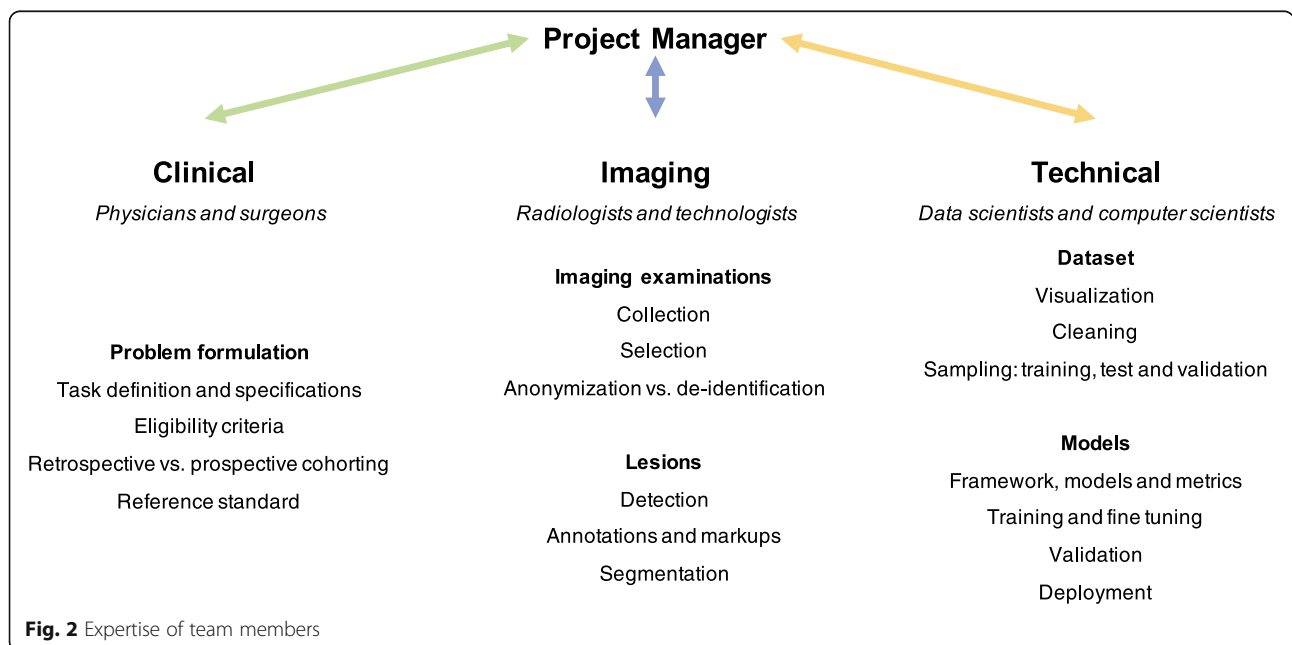 Project Manager
Clinical
Physicians and surgeons
Problem formulation
Task definition and specifications
Eligibility criteria
Retrospective vs. prospective cohorting
Reference standard
Imaging
Radiologists and technologists
Imaging examinations
Collection
Selection
Anonymization vs. de-identification
Lesions
Detection
Annotations and markups
Segmentation
Technical
Data scientists and computer scientists
Dataset
Visualization
Cleaning
Sampling: training, test and validation
Models
Framework, models and metrics
Training and fine tuning
Validation
Deployment
Fig. 2 Expertise of team members